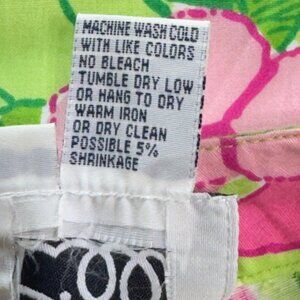 MACHINE WASH COLD
WITH LIKE COLORS
NO BLEACH
TUMBLE DRY LOW
OR HANG TO DRY
WARM IRON
OR DRY CLEAN
POSSIBLE 5%
SHRINKAGE